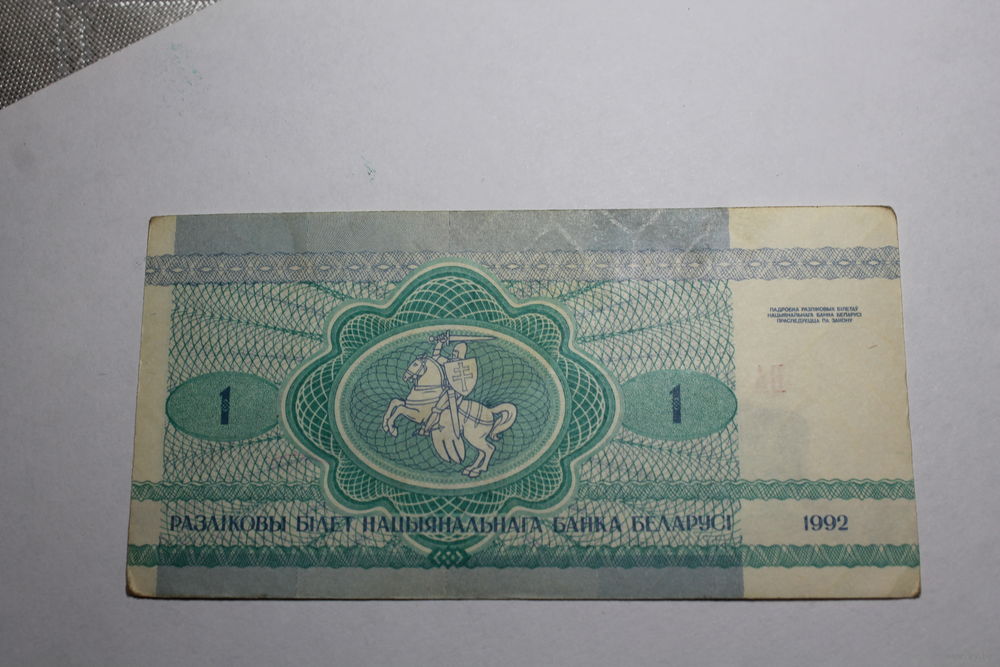 ПАДРОБКА РАЗЛІКОВЫХ БІЛЕТАЎ
НАЦЫЯНАЛЬНАГА БАНКА БЕЛАРУСІ
ПРАСЛЕДУЕЦЦА ПА ЗАКОНУ
1
1
РАЗЛІКОВЫ БІЛЕТ НАЦЫЯНАЛЬНАГА БАНКА БЕЛАРУСІ
1992